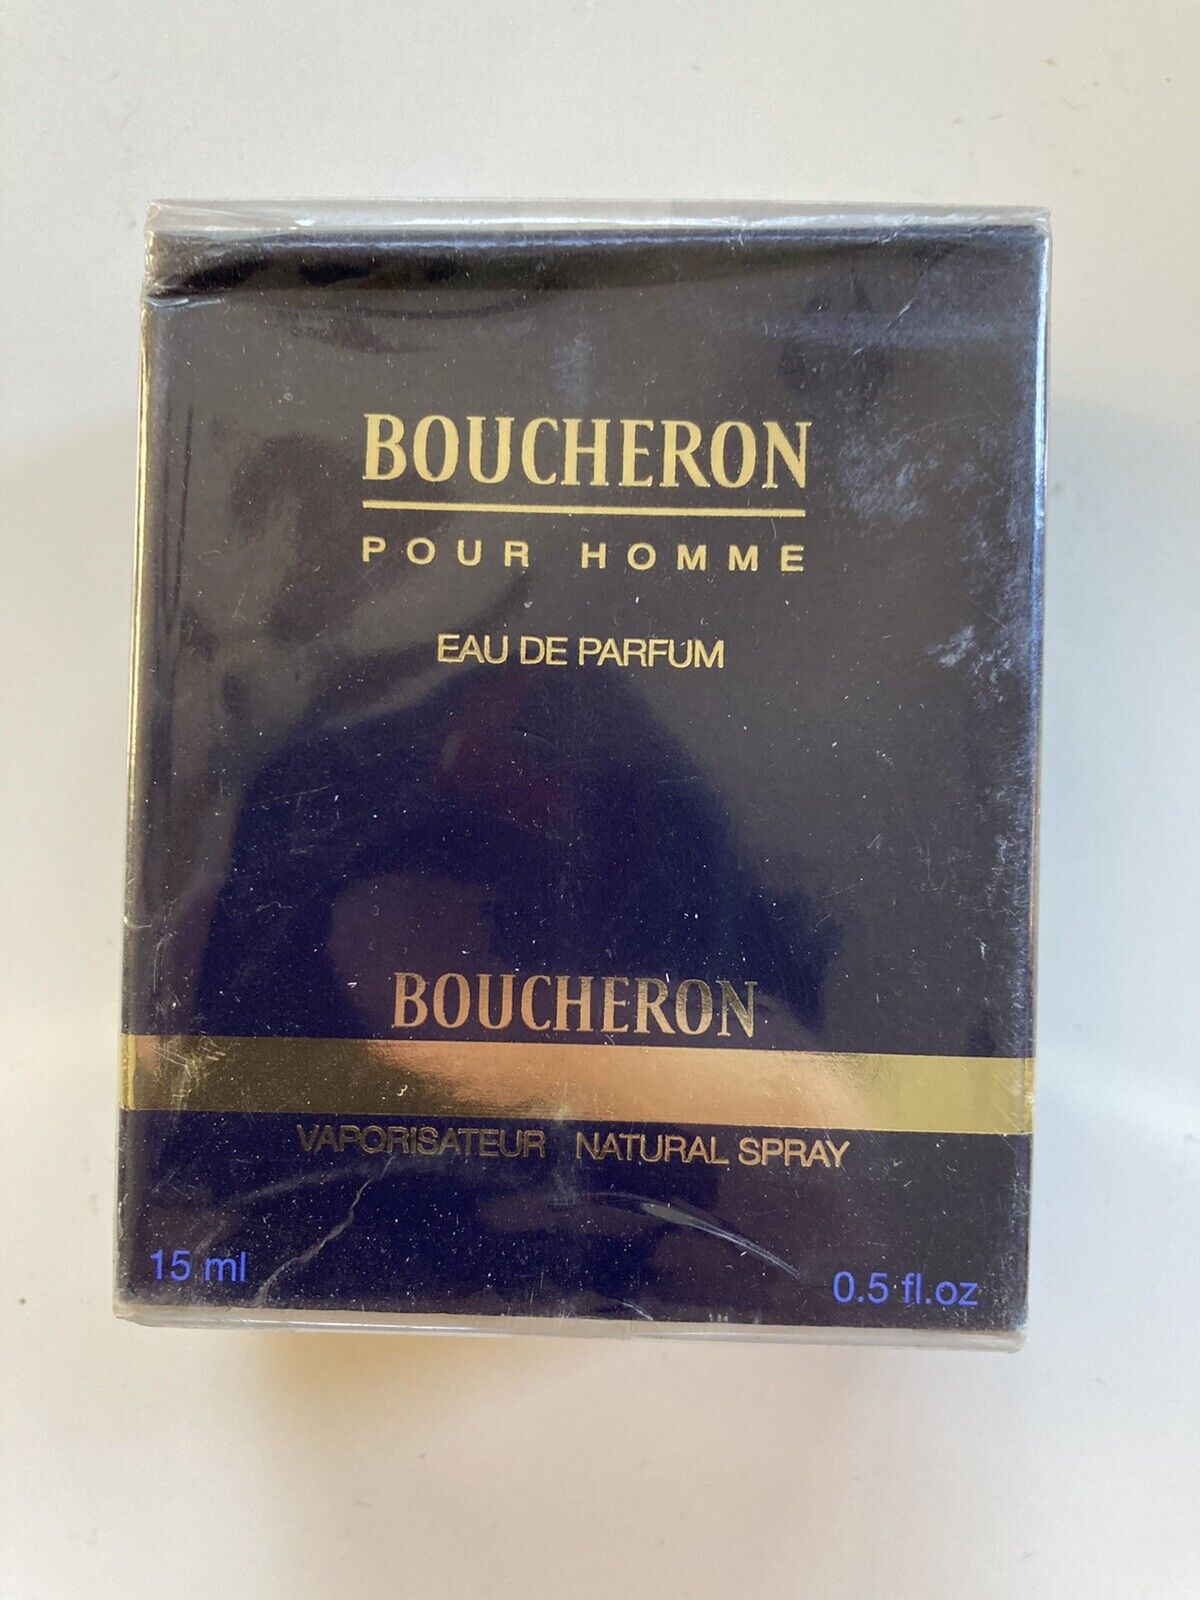 BOUCHERON
POUR HOMME
EAU DE PARFUM
BOUCHERON
VAPORISATEUR NATURAL SPRAY
15 ml 0.5 fl.oz